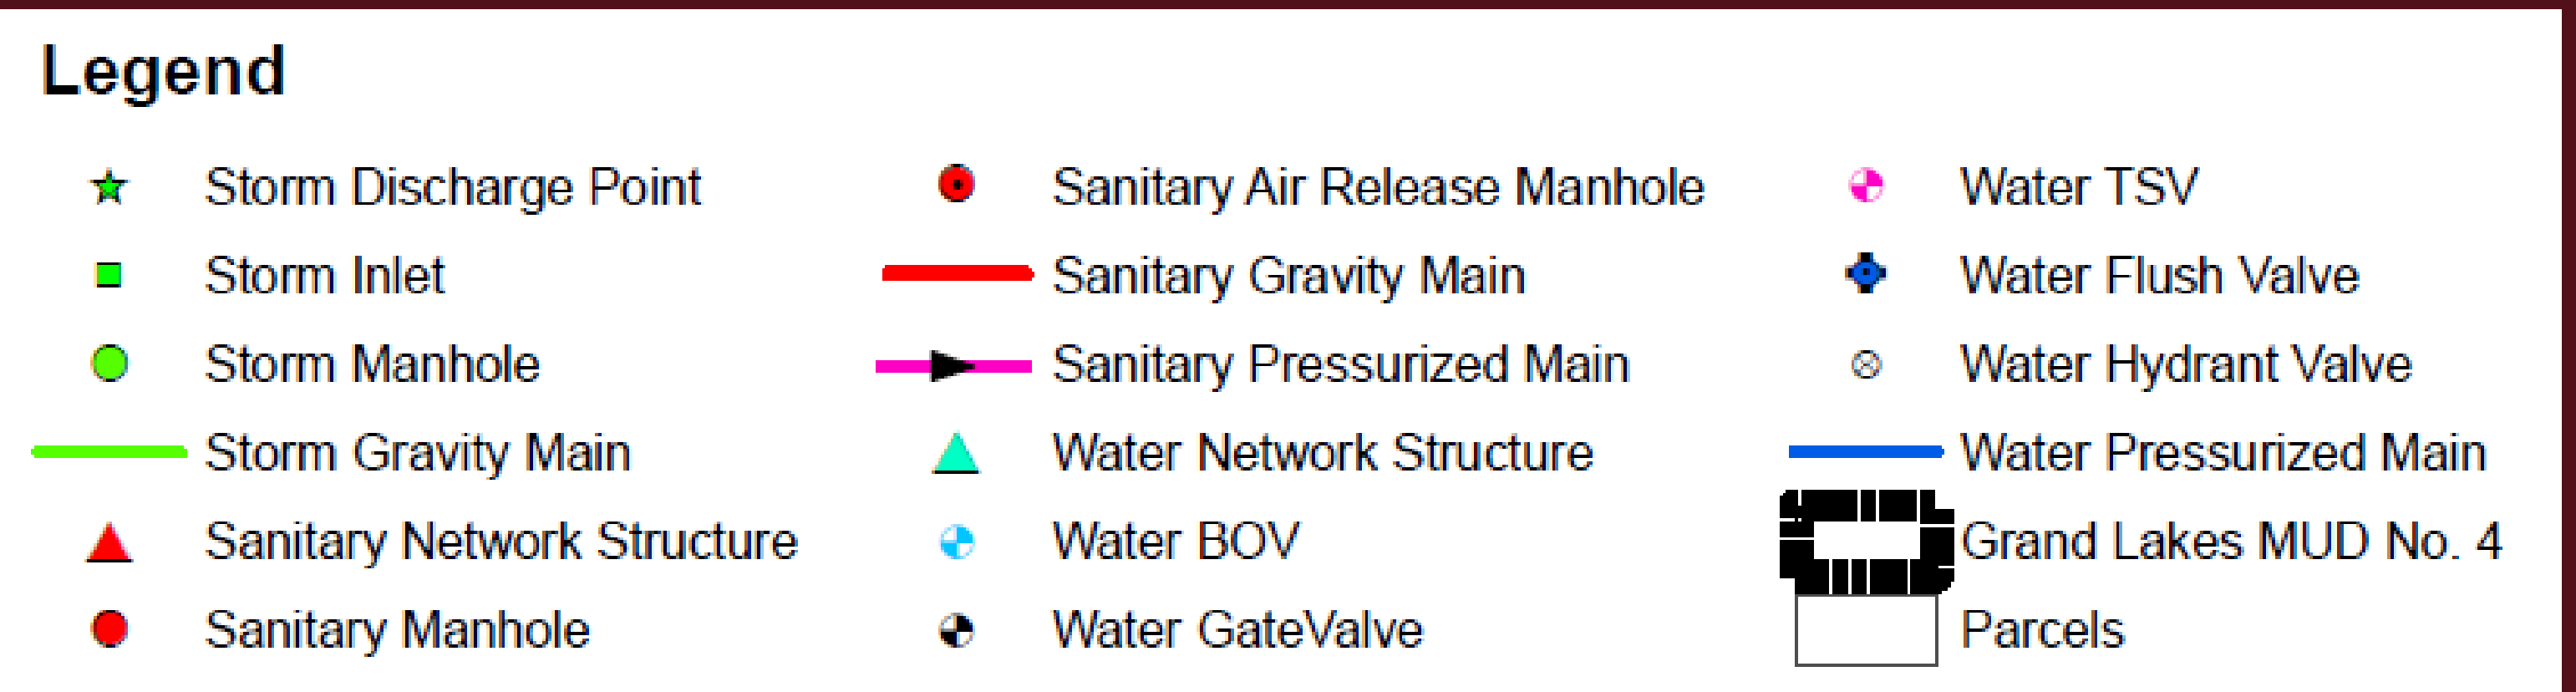 Legend
Storm Discharge Point
Storm Inlet
Storm Manhole
Storm Gravity Main
Sanitary Network Structure
Sanitary Manhole
Sanitary Air Release Manhole
Sanitary Gravity Main
Sanitary Pressurized Main
Water Network Structure
Water BOV
Water GateValve
Water TSV
Water Flush Valve
Water Hydrant Valve
Water Pressurized Main
Grand Lakes MUD No. 4
Parcels